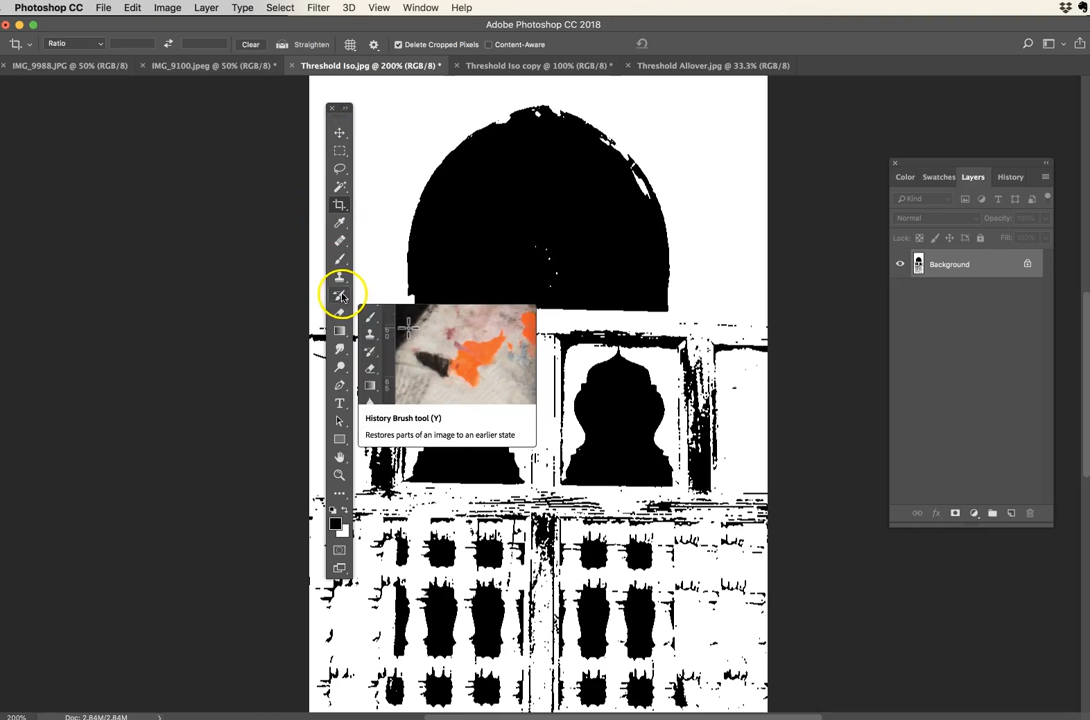 Photoshop CC File Edit Image Layer Type Select Filter 3D View Window Help
Adobe Photoshop CC 2018
Ratio Clear Straighten Delete Cropped Pixels Content-Aware
IMG_9988.JPG @ 50% (RGB/8) IMG_9100.jpeg @ 50% (RGB/8) * Threshold Iso.jpg @ 200% (RGB/8) * Threshold Iso copy @ 100% (RGB/8) * Threshold Allover.jpg @ 33.3% (RGB/8)
Color Swatches Layers History
Kind
Normal Opacity: 100%
Lock: Fill: 100%
Background
History Brush tool (Y)
Restores parts of an image to an earlier state
200% Doc: 2.84M/2.84M